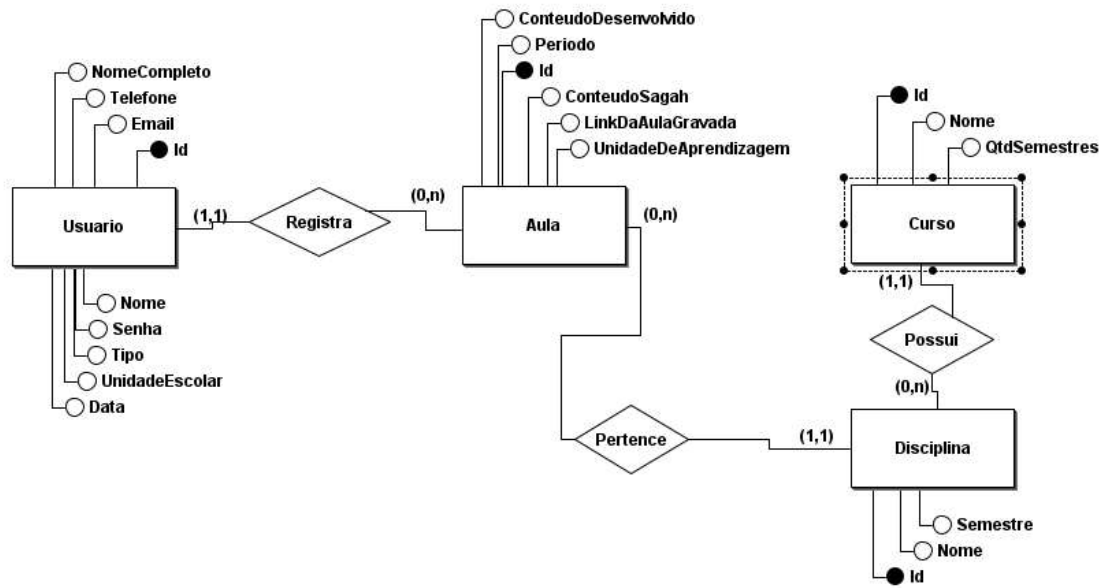 ConteudoDesenvolvido
Periodo
Id
ConteudoSagah
LinkDaAulaGravada
UnidadeDeAprendizagem
NomeCompleto
Telefone
Email
Id
Id
Nome
QtdSemestres
Usuario
(1,1)
Registra
(0,n)
Aula
(0,n)
Curso
(1,1)
Nome
Senha
Tipo
UnidadeEscolar
Data
Possui
(0,n)
Pertence
(1,1)
Disciplina
Semestre
Nome
Id